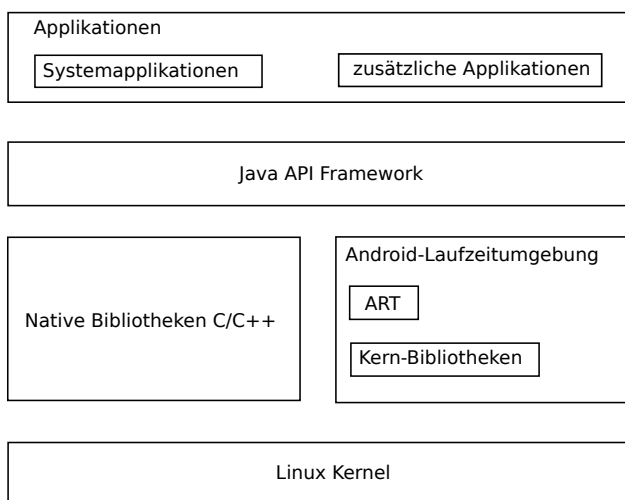 Applikationen
Systemapplikationen
zusätzliche Applikationen
Java API Framework
Native Bibliotheken C/C++
Android-Laufzeitumgebung
ART
Kern-Bibliotheken
Linux Kernel